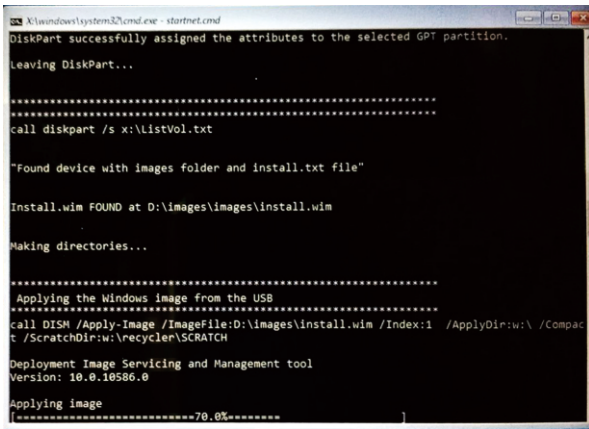 X:\windows\system32\cmd.exe - startnet.cmd
DiskPart successfully assigned the attributes to the selected GPT partition.
Leaving DiskPart...
*******************************************************
*******************************************************
call diskpart /s x:\ListVol.txt
"Found device with images folder and install.txt file"
Install.wim FOUND at D:\images\images\install.wim
Making directories...
*******************************************************
Applying the Windows image from the USB
*******************************************************
call DISM /Apply-Image /ImageFile:D:\images\install.wim /Index:1  /ApplyDir:w:\ /Compac
t /ScratchDir:w:\recycler\SCRATCH
Deployment Image Servicing and Management tool
Version: 10.0.10586.0
Applying image
[===========================70.0%========                  ]